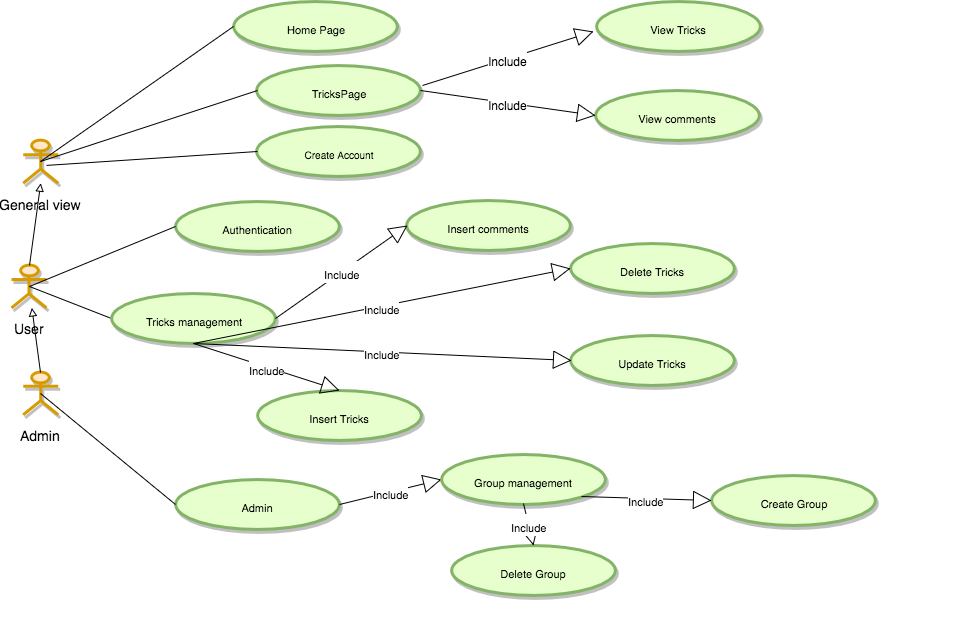 Home Page
View Tricks
Include
TricksPage
Include
View comments
Create Account
General view
Authentication
Insert comments
Include
Delete Tricks
User
Tricks management
Include
Include
Update Tricks
Include
Insert Tricks
Admin
Admin
Include
Group management
Include
Create Group
Include
Delete Group